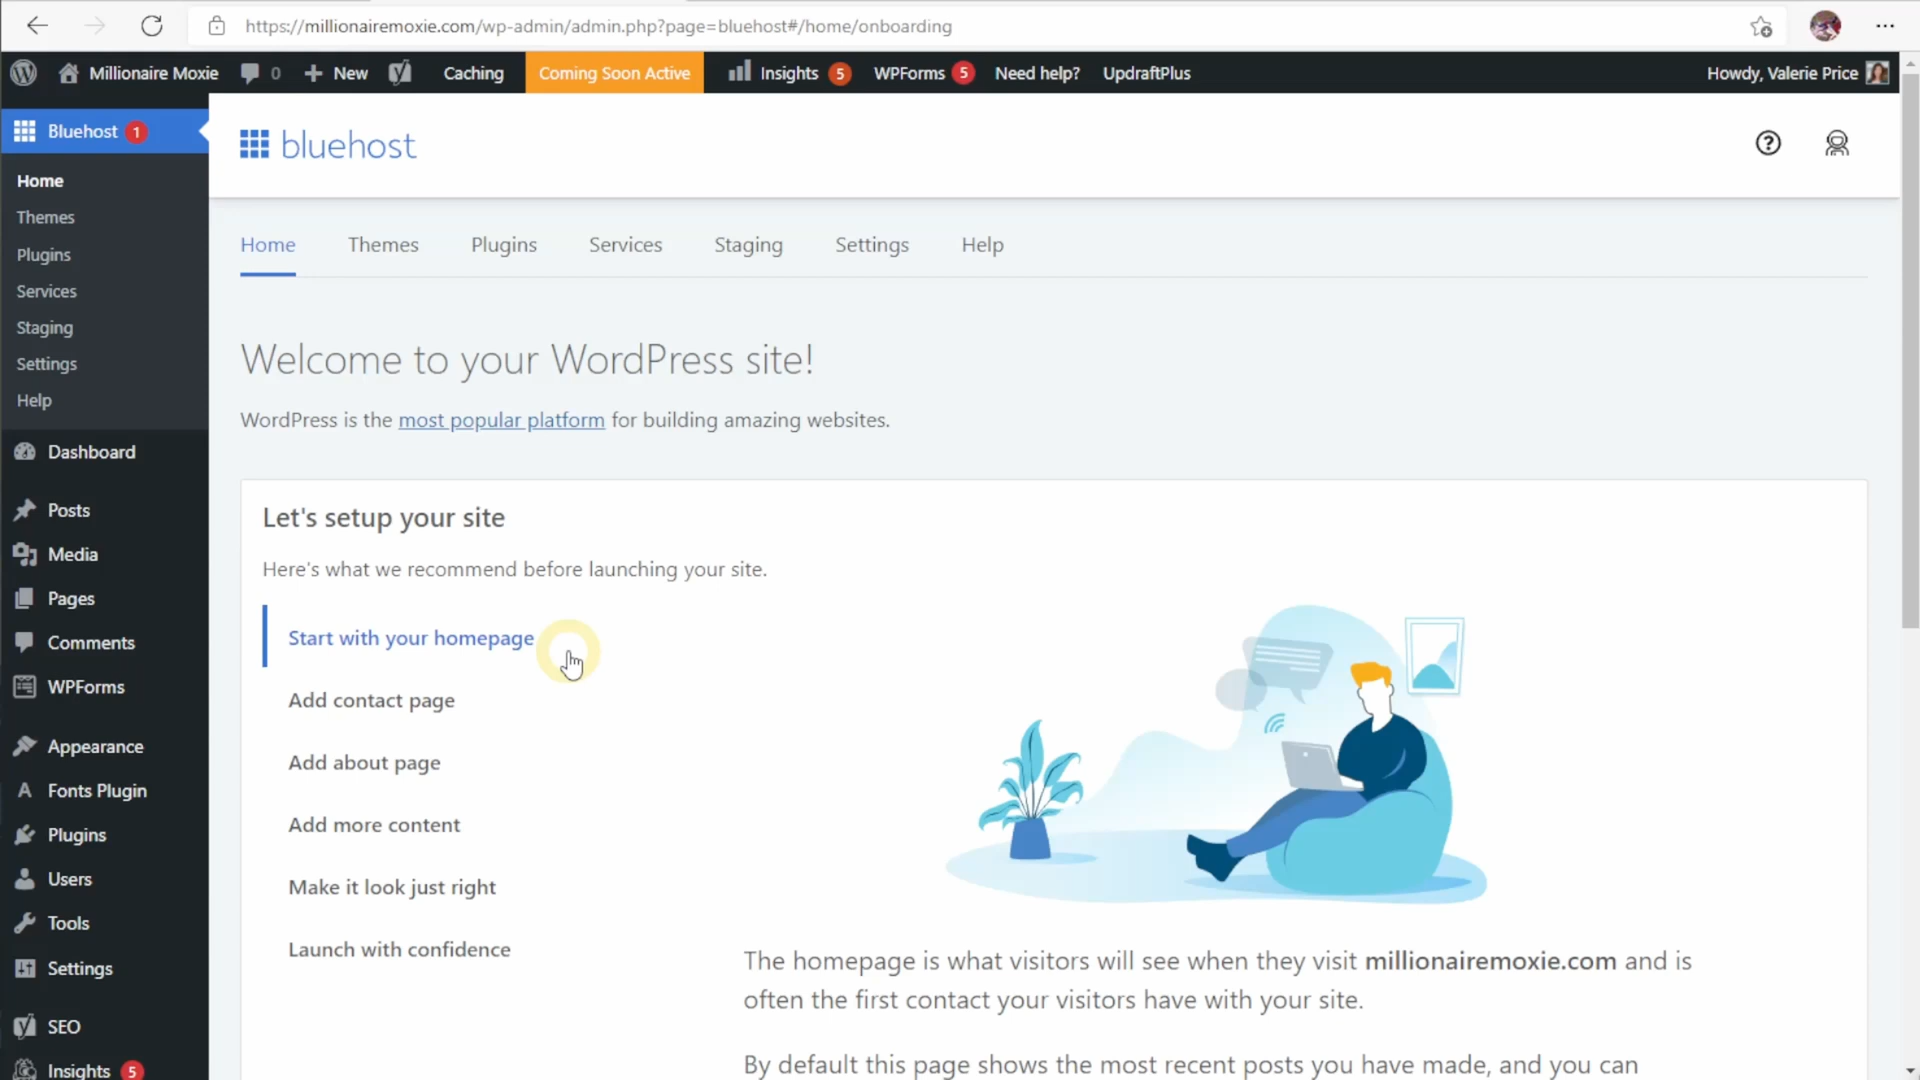 https://millionairemoxie.com/wp-admin/admin.php?page=bluehost#/home/onboarding
Millionaire Moxie 0 New Caching Coming Soon Active Insights 5 WPForms 5 Need help? UpdraftPlus Howdy, Valerie Price
Bluehost 1
Home
Themes
Plugins
Services
Staging
Settings
Help
Dashboard
Posts
Media
Pages
Comments
WPForms
Appearance
Fonts Plugin
Plugins
Users
Tools
Settings
SEO
Insights 5
bluehost
Home Themes Plugins Services Staging Settings Help
Welcome to your WordPress site!
WordPress is the most popular platform for building amazing websites.
Let's setup your site
Here's what we recommend before launching your site.
Start with your homepage
Add contact page
Add about page
Add more content
Make it look just right
Launch with confidence
The homepage is what visitors will see when they visit millionairemoxie.com and is
often the first contact your visitors have with your site.
By default this page shows the most recent posts you have made, and you can